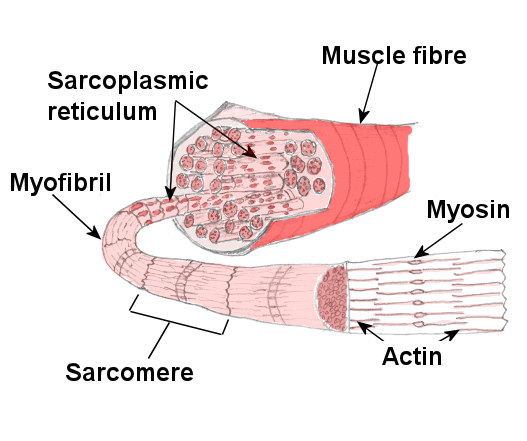 Muscle fibre
Sarcoplasmic
reticulum
Myofibril
Myosin
Actin
Sarcomere